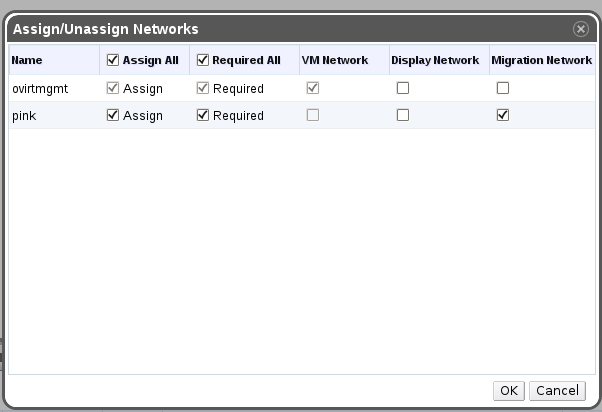 Assign/Unassign Networks
Name Assign All Required All VM Network Display Network Migration Network
ovirtmgmt Assign Required
pink Assign Required
OK Cancel